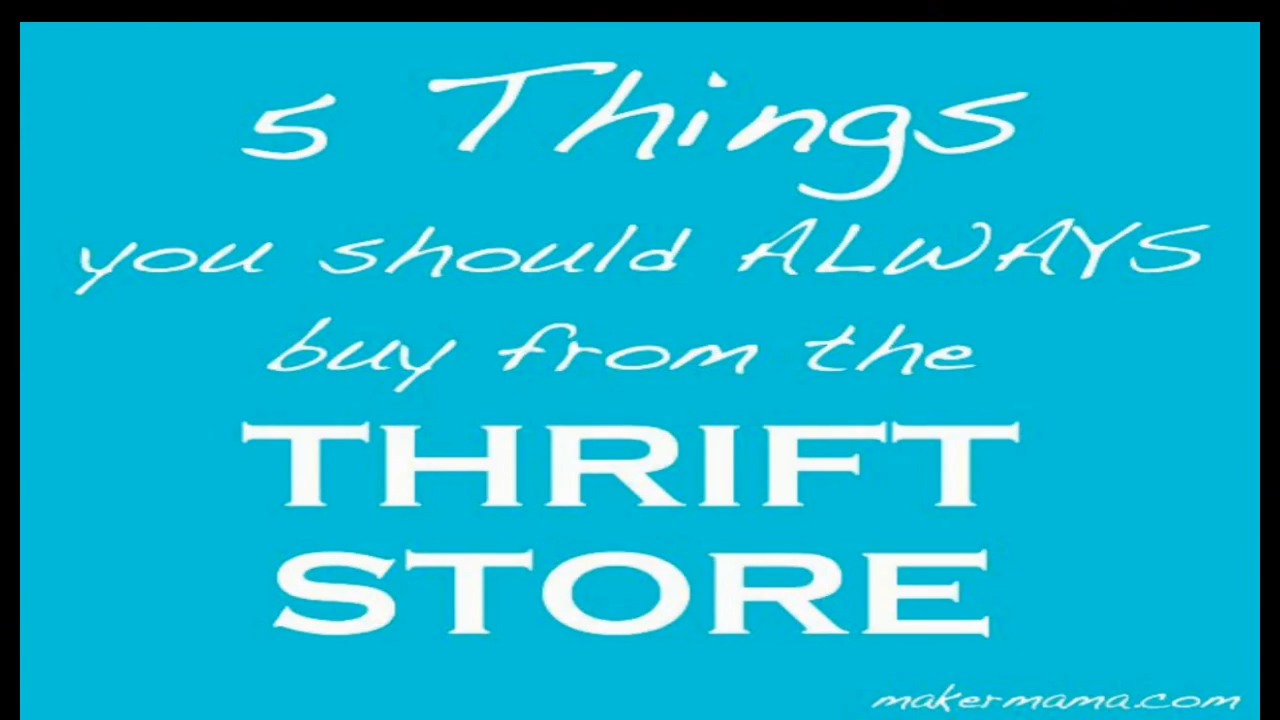 5 Things
you should ALWAYS
buy from the
THRIFT
STORE
makermama.com